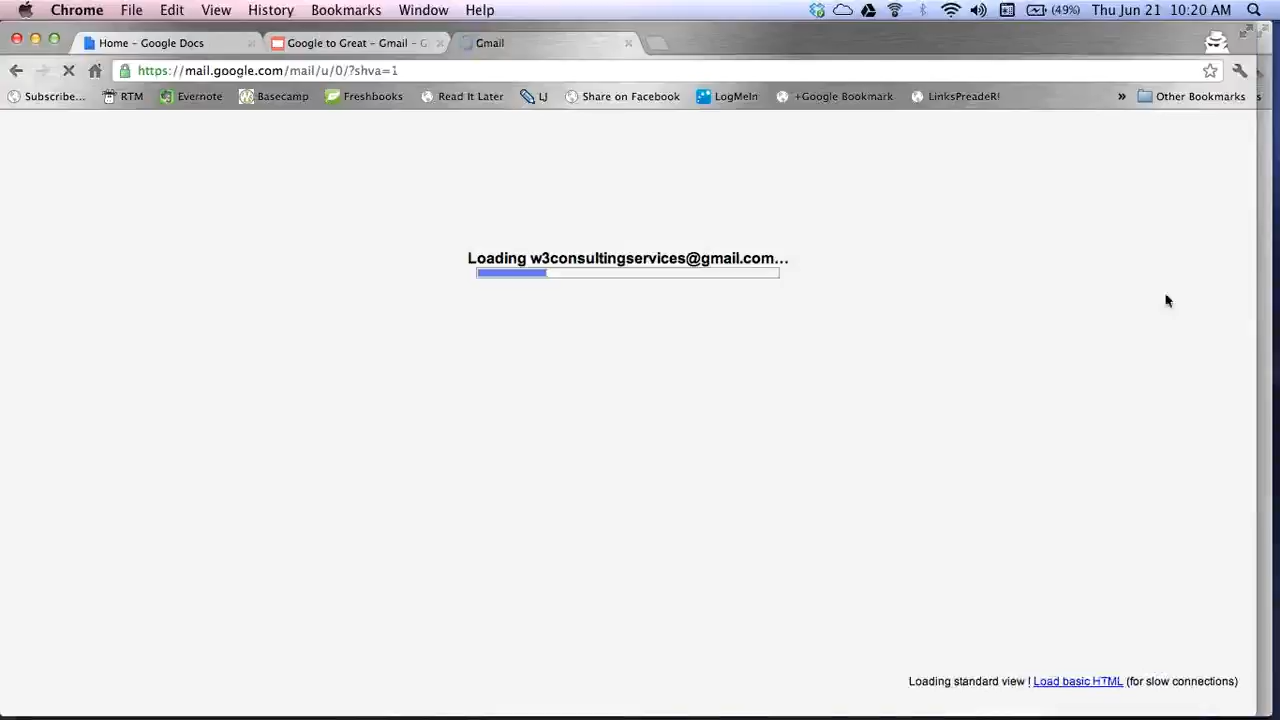 Chrome File Edit View History Bookmarks Window Help (49%) Thu Jun 21 10:20 AM
Home - Google Docs Google to Great - Gmail - G Gmail
https://mail.google.com/mail/u/0/?shva=1
Subscribe... RTM Evernote Basecamp Freshbooks Read It Later LJ Share on Facebook LogMeIn +Google Bookmark LinksPreadeR! » Other Bookmarks
Loading w3consultingservices@gmail.com...
Loading standard view | Load basic HTML (for slow connections)